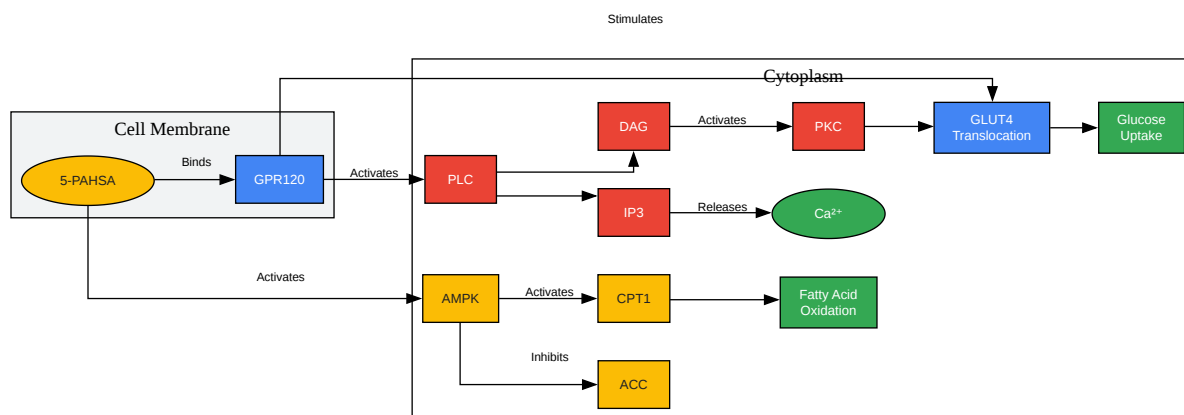 Stimulates
Cytoplasm
Cell Membrane
5-PAHSA
Binds
GPR120
Activates
PLC
DAG
Activates
PKC
GLUT4
Translocation
Glucose
Uptake
IP3
Releases
Ca²⁺
Activates
AMPK
Activates
CPT1
Fatty Acid
Oxidation
Inhibits
ACC